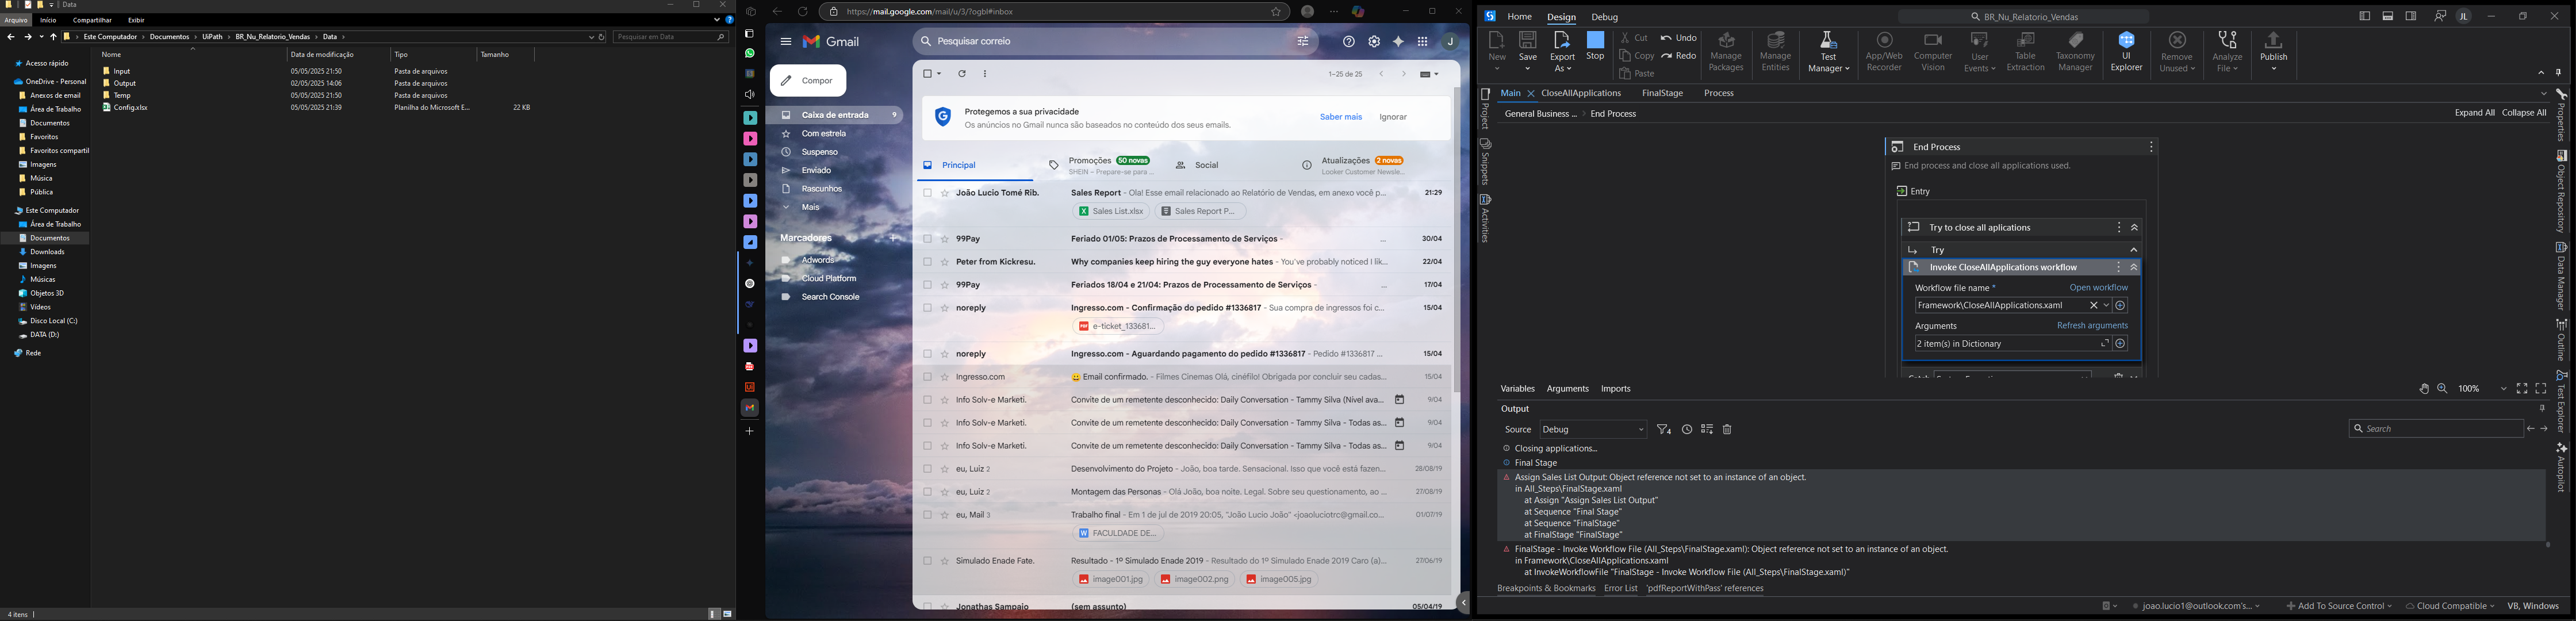 Data
Arquivo Início Compartilhar Exibir
Este Computador > Documentos > UiPath > BR_Nu_Relatorio_Vendas > Data >
Pesquisar em Data
Nome Data de modificação Tipo Tamanho
Input 05/05/2025 21:50 Pasta de arquivos
Output 02/05/2025 14:06 Pasta de arquivos
Temp 05/05/2025 21:50 Pasta de arquivos
Config.xlsx 05/05/2025 21:39 Planilha do Microsoft E... 22 KB
Acesso rápido
OneDrive - Personal
Anexos de email
Área de Trabalho
Documentos
Favoritos
Favoritos compartil
Imagens
Música
Pública
Este Computador
Área de Trabalho
Documentos
Downloads
Imagens
Músicas
Objetos 3D
Vídeos
Disco Local (C:)
DATA (D:)
Rede
4 itens
https://mail.google.com/mail/u/3/?ogbl#inbox
Gmail
Pesquisar correio
J
Compor
Caixa de entrada 9
Com estrela
Suspenso
Enviado
Rascunhos
Mais
Marcadores
Adwords
Cloud Platform
Search Console
1–25 de 25
Protegemos a sua privacidade
Os anúncios no Gmail nunca são baseados no conteúdo dos seus emails.
Saber mais Ignorar
Principal
Promoções 50 novas
SHEIN – Prepare-se para ...
Social
Atualizações 2 novas
Looker Customer Newsle...
João Lucio Tomé Rib. Sales Report - Ola! Esse email relacionado ao Relatório de Vendas, em anexo você p... 21:29
Sales List.xlsx Sales Report P...
99Pay Feriado 01/05: Prazos de Processamento de Serviços - ... 30/04
Peter from Kickresu. Why companies keep hiring the guy everyone hates - You've probably noticed I lik... 22/04
99Pay Feriados 18/04 e 21/04: Prazos de Processamento de Serviços - ... 17/04
noreply Ingresso.com - Confirmação do pedido #1336817 - Sua compra de ingressos foi c... 15/04
PDF e-ticket_133681...
noreply Ingresso.com - Aguardando pagamento do pedido #1336817 - Pedido #1336817 ... 15/04
Ingresso.com 😀 Email confirmado. - Filmes Cinemas Olá, cinéfilo! Obrigada por concluir seu cadas... 15/04
Info Solv-e Marketi. Convite de um remetente desconhecido: Daily Conversation - Tammy Silva (Nível ava... 9/04
Info Solv-e Marketi. Convite de um remetente desconhecido: Daily Conversation - Tammy Silva - Todas as... 9/04
Info Solv-e Marketi. Convite de um remetente desconhecido: Daily Conversation - Tammy Silva - Todas as... 9/04
eu, Luiz 2 Desenvolvimento do Projeto - João, boa tarde. Sensacional. Isso que você está fazen... 28/08/19
eu, Luiz 2 Montagem das Personas - Olá João, boa noite. Legal. Sobre seu questionamento, ao ... 27/08/19
eu, Mail 3 Trabalho final - Em 1 de jul de 2019 20:05, "João Lucio João" <joaoluciotrc@gmail.co... 01/07/19
W FACULDADE DE...
Simulado Enade Fate. Resultado - 1º Simulado Enade 2019 - Resultado do 1º Simulado Enade 2019 Caro (a)... 27/06/19
image001.jpg image002.png image005.jpg
Jonathas Sampaio (sem assunto) 05/04/19
Home Design Debug
BR_Nu_Relatorio_Vendas
JL
New
Save
Export As
Stop
Cut
Copy
Paste
Undo
Redo
Manage Packages
Manage Entities
Test Manager
App/Web Recorder
Computer Vision
User Events
Table Extraction
Taxonomy Manager
UI Explorer
Remove Unused
Analyze File
Publish
Main CloseAllApplications FinalStage Process
General Business ... > End Process
Expand All Collapse All
Project
Snippets
Activities
End Process
End process and close all applications used.
Entry
Try to close all aplications
Try
Invoke CloseAllApplications workflow
Workflow file name * Open workflow
Framework\CloseAllApplications.xaml
Arguments Refresh arguments
2 item(s) in Dictionary
Properties
Object Repository
Data Manager
Outline
Test Explorer
Autopilot
Variables Arguments Imports
100%
Output
Source Debug
4
Search
Closing applications...
Final Stage
Assign Sales List Output: Object reference not set to an instance of an object.
in All_Steps\FinalStage.xaml
at Assign "Assign Sales List Output"
at Sequence "Final Stage"
at Sequence "FinalStage"
at FinalStage "FinalStage"
FinalStage - Invoke Workflow File (All_Steps\FinalStage.xaml): Object reference not set to an instance of an object.
in Framework\CloseAllApplications.xaml
at InvokeWorkflowFile "FinalStage - Invoke Workflow File (All_Steps\FinalStage.xaml)"
Breakpoints & Bookmarks Error List 'pdfReportWithPass' references
joao.lucio1@outlook.com's... Add To Source Control Cloud Compatible VB, Windows